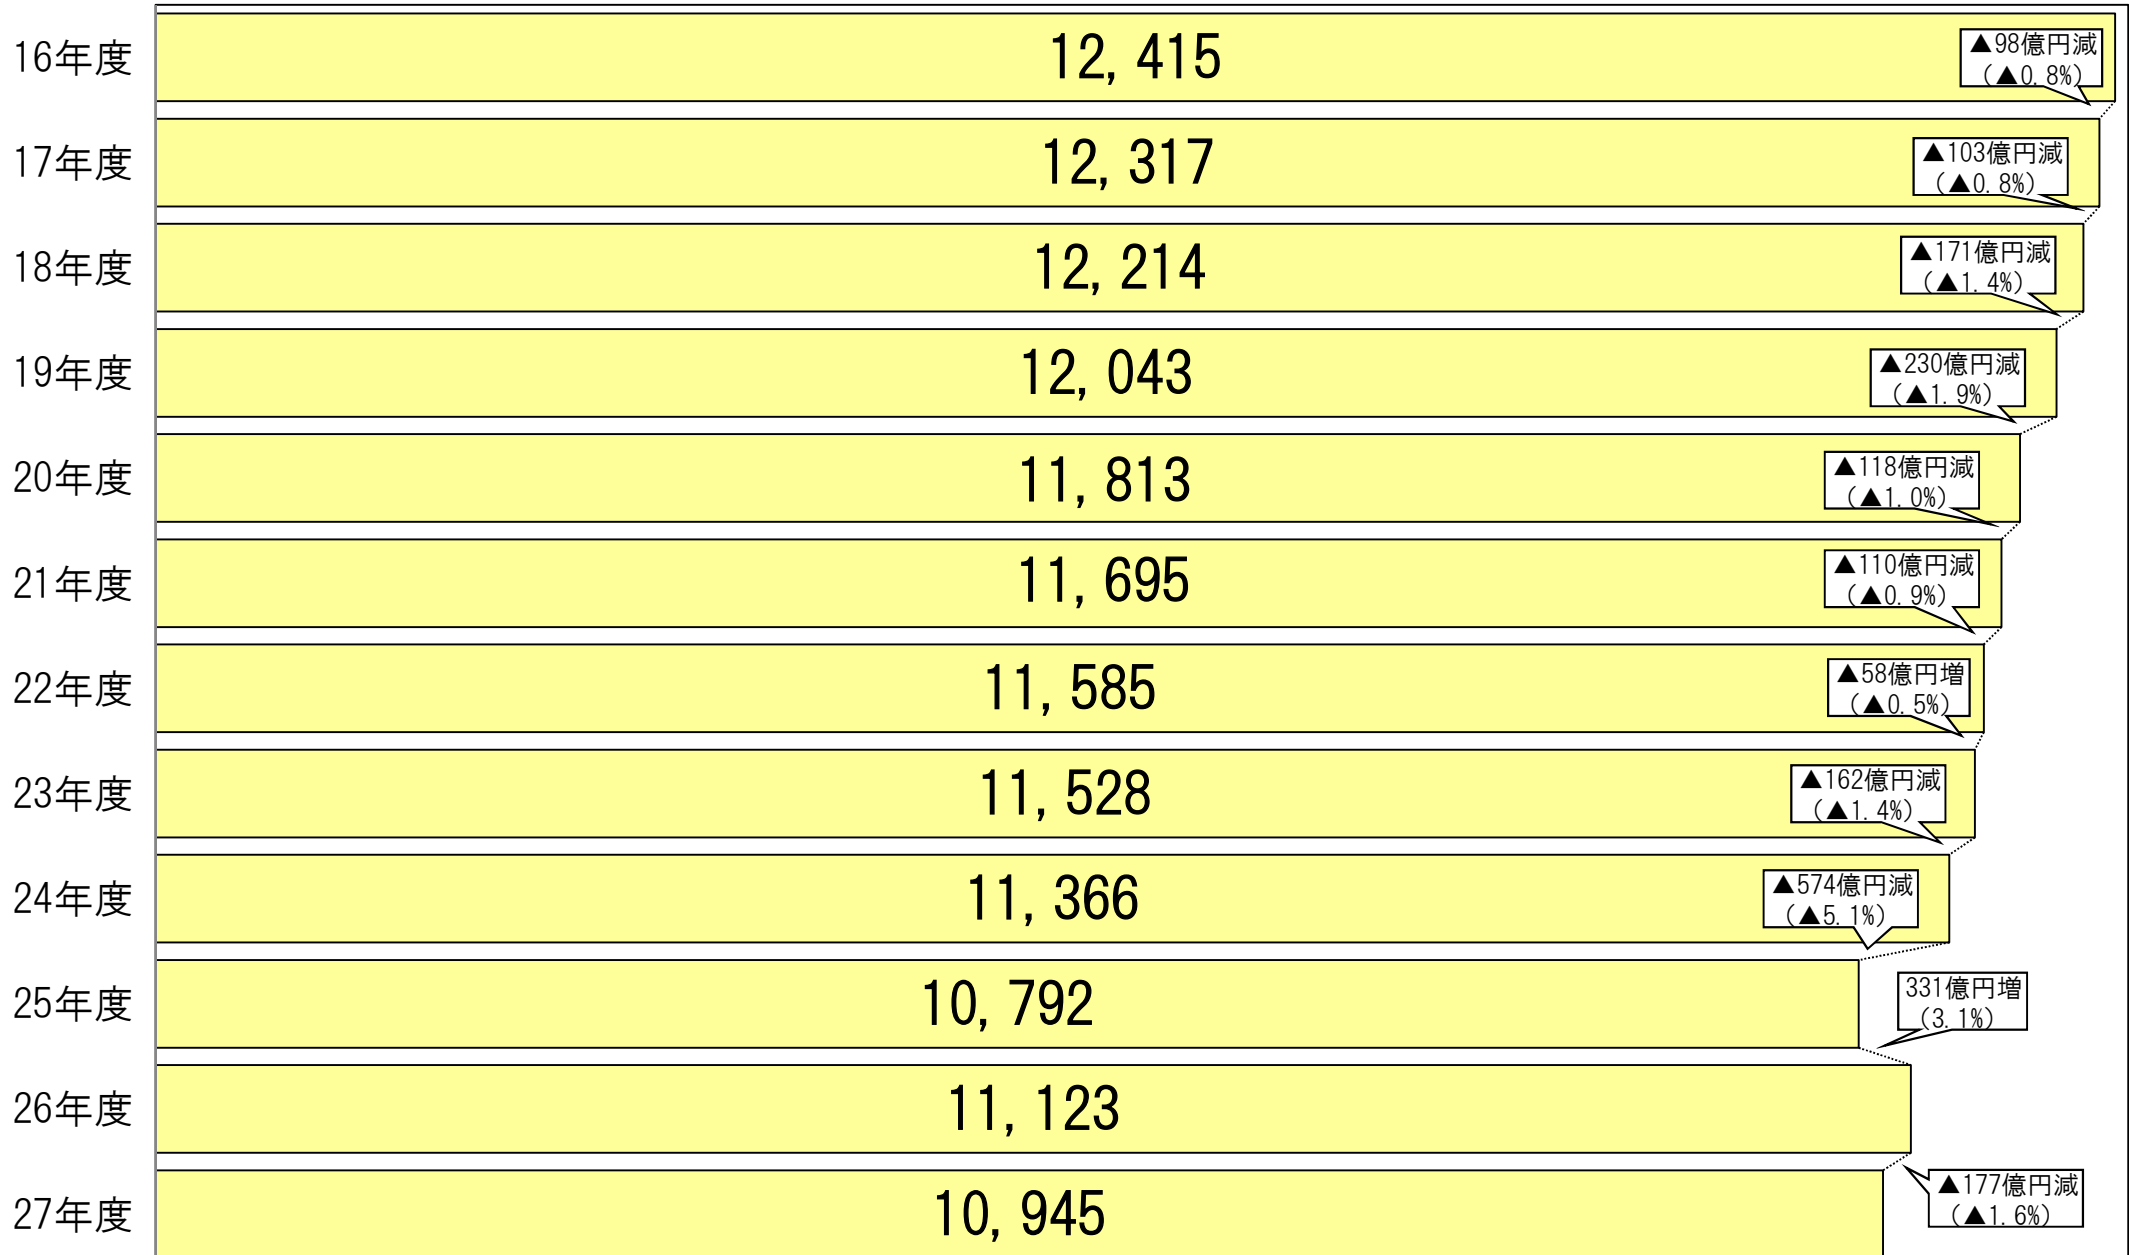 16年度
12,415
▲98億円減
(▲0.8%)
17年度
12,317
▲103億円減
(▲0.8%)
18年度
12,214
▲171億円減
(▲1.4%)
19年度
12,043
▲230億円減
(▲1.9%)
20年度
11,813
▲118億円減
(▲1.0%)
21年度
11,695
▲110億円減
(▲0.9%)
22年度
11,585
▲58億円増
(▲0.5%)
23年度
11,528
▲162億円減
(▲1.4%)
24年度
11,366
▲574億円減
(▲5.1%)
25年度
10,792
331億円増
(3.1%)
26年度
11,123
27年度
10,945
▲177億円減
(▲1.6%)